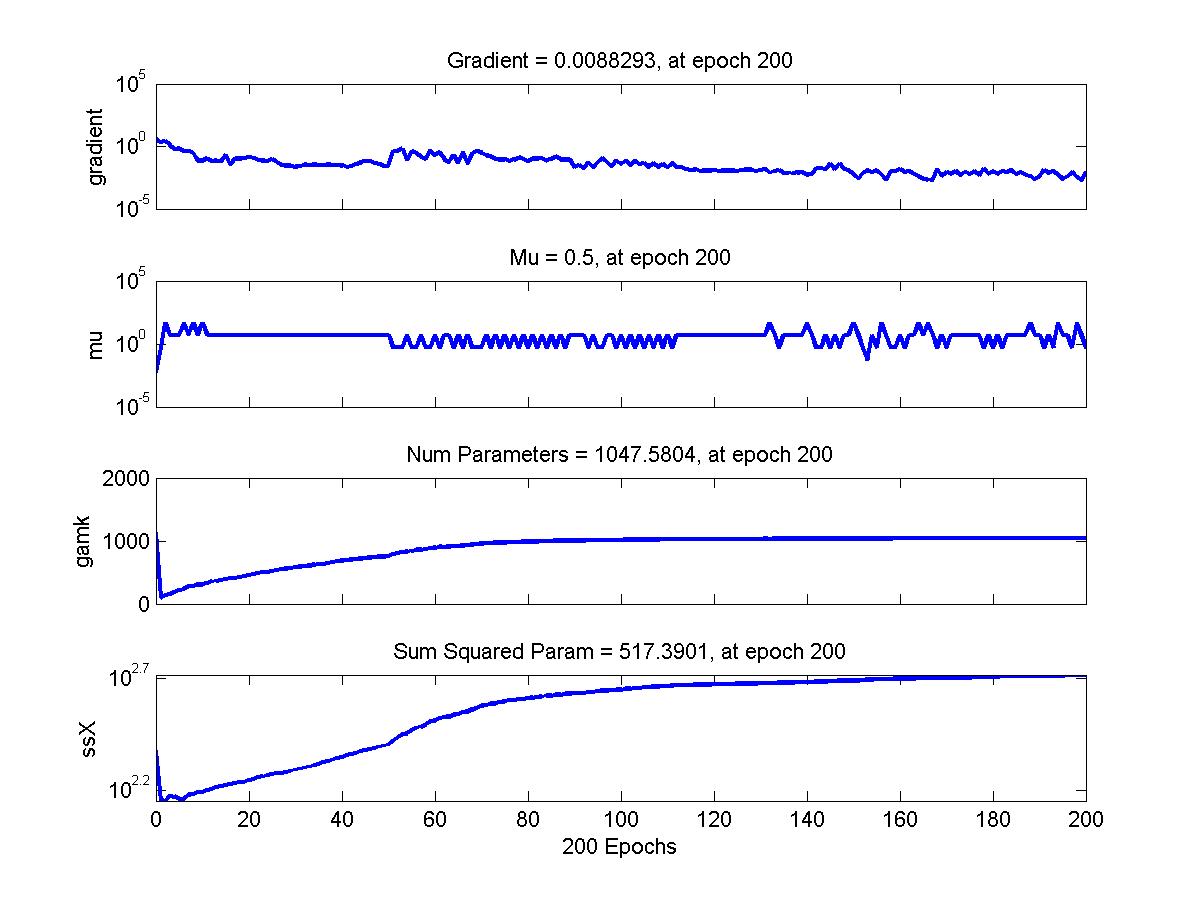 Gradient = 0.0088293, at epoch 200
10^5
10^0
10^-5
gradient
Mu = 0.5, at epoch 200
10^5
10^0
10^-5
mu
Num Parameters = 1047.5804, at epoch 200
2000
1000
0
gamk
Sum Squared Param = 517.3901, at epoch 200
10^2.7
10^2.2
ssX
0 20 40 60 80 100 120 140 160 180 200
200 Epochs